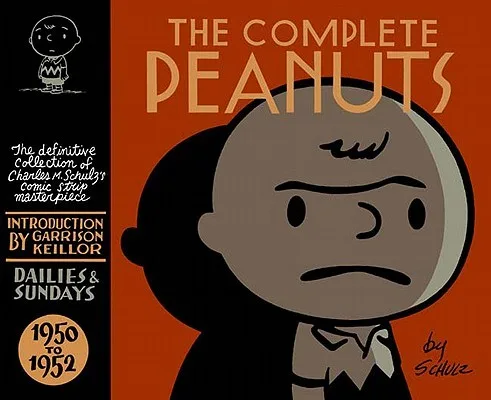 THE COMPLETE
PEANUTS
The definitive
collection of
Charles M. Schulz's
comic strip
masterpiece
INTRODUCTION
BY GARRISON
KEILLOR
DAILIES &
SUNDAYS
1950
TO
1952
by
SCHULZ